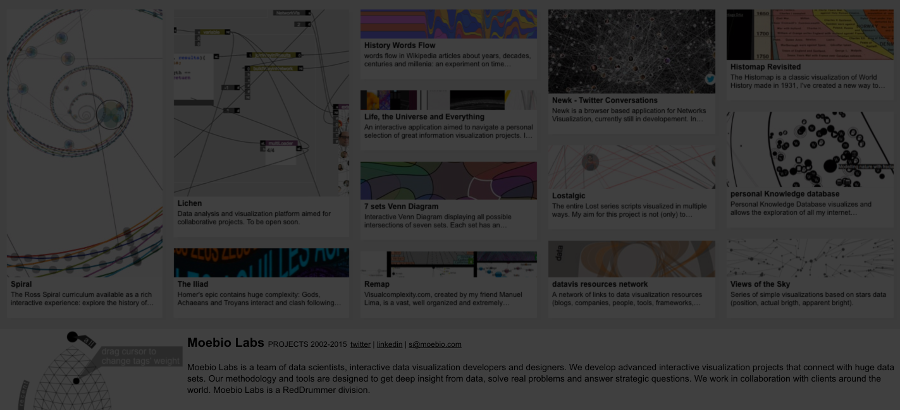 Spiral
The Ross Spiral curriculum available as a rich
interactive experience: explore the history of...
Lichen
Data analysis and visualization platform aimed for
collaborative projects. To be open soon.
The Iliad
Homer's epic contains huge complexity: Gods,
Achaeans and Troyans interact and clash following...
History Words Flow
words flow in Wikipedia articles about years, decades,
centuries and millenia: an experiment on time...
Life, the Universe and Everything
An interactive application aimed to navigate a personal
selection of great information visualization projects. I...
7 sets Venn Diagram
Interactive Venn Diagram displaying all possible
intersections of seven sets. Each set has an...
Remap
Visualcomplexity.com, created by my friend Manuel
Lima, is a vast, well organized and extremely...
Newk - Twitter Conversations
Newk is a browser based application for Networks
Visualization, currently still in developement. In...
Lostalgic
The entire Lost series scripts visualized in multiple
ways. My aim for this project is not (only) to...
data
datavis resources network
A network of links to data visualization resources
(blogs, companies, people, tools, frameworks,...
Histomap Revisited
The Histomap is a classic visualization of World
History made in 1931. I've created a new way to...
personal Knowledge database
Personal Knowledge Database visualizes and
allows the exploration of all my internet...
Views of the Sky
Series of simple visualizations based on stars data
(position, actual brigth, apparent bright).
drag cursor to
change tags' weight
Moebio Labs PROJECTS 2002-2015 twitter | linkedin | s@moebio.com
Moebio Labs is a team of data scientists, interactive data visualization developers and designers. We develop advanced interactive visualization projects that connect with huge data
sets. Our methodology and tools are designed to get deep insight from data, solve real problems and answer strategic questions. We work in collaboration with clients around the
world. Moebio Labs is a RedDrummer division.